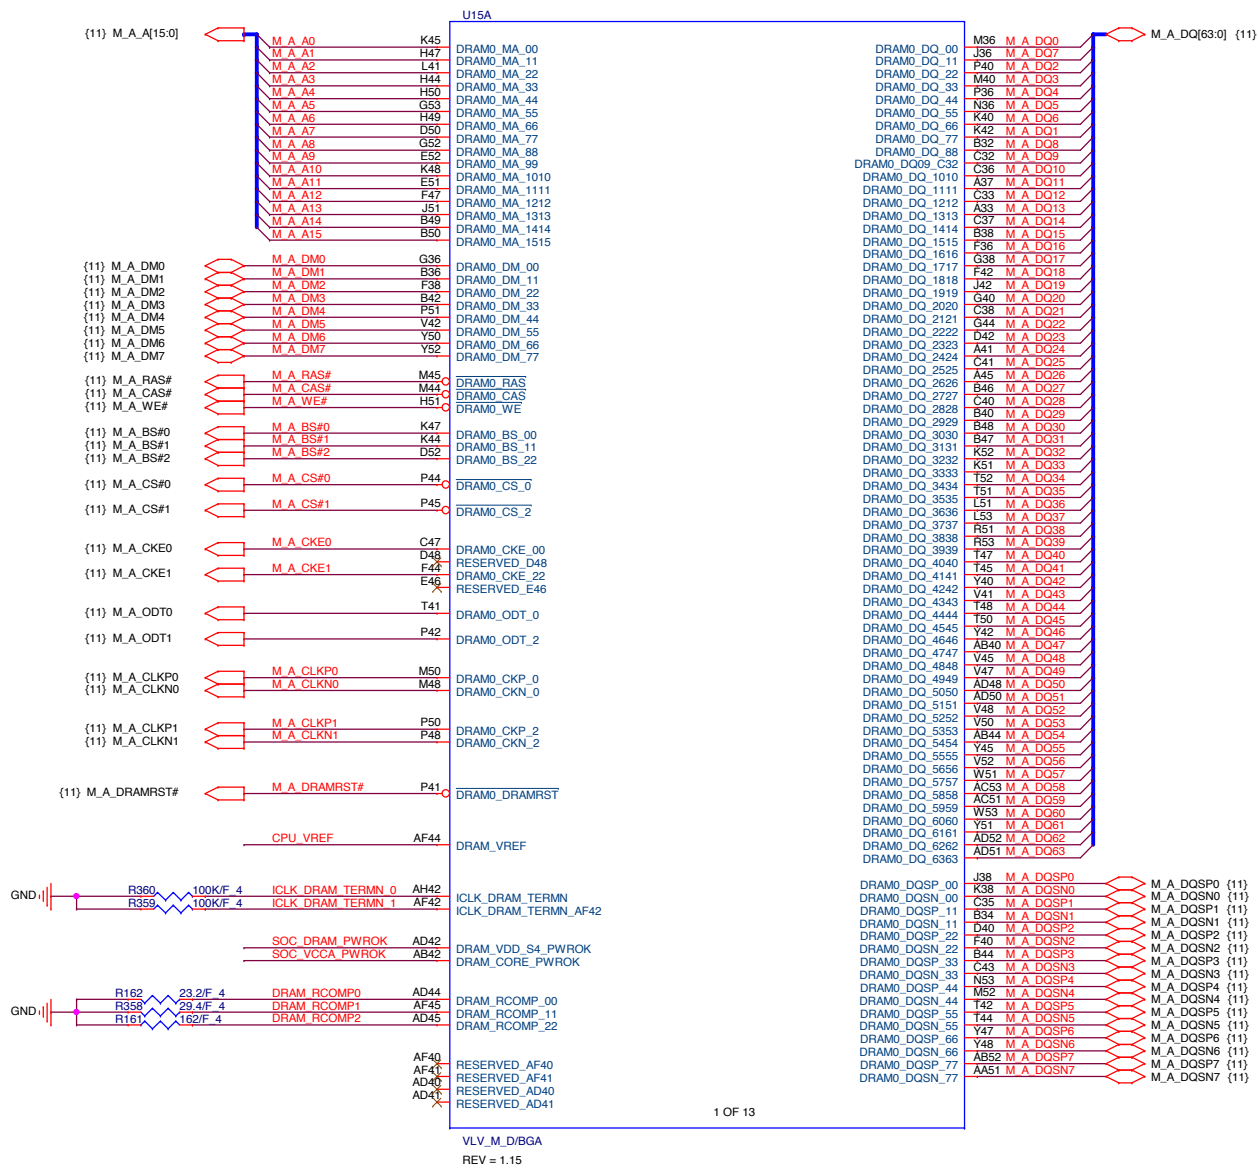 U15A
{11} M_A_A[15:0]
M_A_DQ[63:0] {11}
M_A_A0 K45 DRAM0_MA_00
M_A_A1 H47 DRAM0_MA_11
M_A_A2 L41 DRAM0_MA_22
M_A_A3 H44 DRAM0_MA_33
M_A_A4 H50 DRAM0_MA_44
M_A_A5 G53 DRAM0_MA_55
M_A_A6 H49 DRAM0_MA_66
M_A_A7 D50 DRAM0_MA_77
M_A_A8 G52 DRAM0_MA_88
M_A_A9 E52 DRAM0_MA_99
M_A_A10 K48 DRAM0_MA_1010
M_A_A11 E51 DRAM0_MA_1111
M_A_A12 F47 DRAM0_MA_1212
M_A_A13 J51 DRAM0_MA_1313
M_A_A14 B49 DRAM0_MA_1414
M_A_A15 B50 DRAM0_MA_1515
{11} M_A_DM0 M_A_DM0 G36 DRAM0_DM_00
{11} M_A_DM1 M_A_DM1 B36 DRAM0_DM_11
{11} M_A_DM2 M_A_DM2 F38 DRAM0_DM_22
{11} M_A_DM3 M_A_DM3 B42 DRAM0_DM_33
{11} M_A_DM4 M_A_DM4 P51 DRAM0_DM_44
{11} M_A_DM5 M_A_DM5 V42 DRAM0_DM_55
{11} M_A_DM6 M_A_DM6 Y50 DRAM0_DM_66
{11} M_A_DM7 M_A_DM7 Y52 DRAM0_DM_77
{11} M_A_RAS# M_A_RAS# M45 DRAM0_RAS
{11} M_A_CAS# M_A_CAS# M44 DRAM0_CAS
{11} M_A_WE# M_A_WE# H51 DRAM0_WE
{11} M_A_BS#0 M_A_BS#0 K47 DRAM0_BS_00
{11} M_A_BS#1 M_A_BS#1 K44 DRAM0_BS_11
{11} M_A_BS#2 M_A_BS#2 D52 DRAM0_BS_22
{11} M_A_CS#0 M_A_CS#0 P44 DRAM0_CS_0
{11} M_A_CS#1 M_A_CS#1 P45 DRAM0_CS_2
{11} M_A_CKE0 M_A_CKE0 C47 DRAM0_CKE_00
D48 RESERVED_D48
{11} M_A_CKE1 M_A_CKE1 F44 DRAM0_CKE_22
E46 RESERVED_E46
{11} M_A_ODT0 T41 DRAM0_ODT_0
{11} M_A_ODT1 P42 DRAM0_ODT_2
{11} M_A_CLKP0 M_A_CLKP0 M50 DRAM0_CKP_0
{11} M_A_CLKN0 M_A_CLKN0 M48 DRAM0_CKN_0
{11} M_A_CLKP1 M_A_CLKP1 P50 DRAM0_CKP_2
{11} M_A_CLKN1 M_A_CLKN1 P48 DRAM0_CKN_2
{11} M_A_DRAMRST# M_A_DRAMRST# P41 DRAM0_DRAMRST
CPU_VREF AF44 DRAM_VREF
GND R360 100K/F_4 ICLK_DRAM_TERMN_0 AH42 ICLK_DRAM_TERMN
R359 100K/F_4 ICLK_DRAM_TERMN_1 AF42 ICLK_DRAM_TERMN_AF42
SOC_DRAM_PWROK AD42 DRAM_VDD_S4_PWROK
SOC_VCCA_PWROK AB42 DRAM_CORE_PWROK
R162 23.2/F_4 DRAM_RCOMP0 AD44 DRAM_RCOMP_00
GND R358 29.4/F_4 DRAM_RCOMP1 AF45 DRAM_RCOMP_11
R161 162/F_4 DRAM_RCOMP2 AD45 DRAM_RCOMP_22
AF40 RESERVED_AF40
AF41 RESERVED_AF41
AD40 RESERVED_AD40
AD41 RESERVED_AD41
DRAM0_DQ_00 M36 M_A_DQ0
DRAM0_DQ_11 J36 M_A_DQ7
DRAM0_DQ_22 P40 M_A_DQ2
DRAM0_DQ_33 M40 M_A_DQ3
DRAM0_DQ_44 P36 M_A_DQ4
DRAM0_DQ_55 N36 M_A_DQ5
DRAM0_DQ_66 K40 M_A_DQ6
DRAM0_DQ_77 K42 M_A_DQ1
DRAM0_DQ_88 B32 M_A_DQ8
DRAM0_DQ09_C32 C32 M_A_DQ9
DRAM0_DQ_1010 C36 M_A_DQ10
DRAM0_DQ_1111 A37 M_A_DQ11
DRAM0_DQ_1212 C33 M_A_DQ12
DRAM0_DQ_1313 A33 M_A_DQ13
DRAM0_DQ_1414 C37 M_A_DQ14
DRAM0_DQ_1515 B38 M_A_DQ15
DRAM0_DQ_1616 F36 M_A_DQ16
DRAM0_DQ_1717 G38 M_A_DQ17
DRAM0_DQ_1818 F42 M_A_DQ18
DRAM0_DQ_1919 J42 M_A_DQ19
DRAM0_DQ_2020 G40 M_A_DQ20
DRAM0_DQ_2121 C38 M_A_DQ21
DRAM0_DQ_2222 G44 M_A_DQ22
DRAM0_DQ_2323 D42 M_A_DQ23
DRAM0_DQ_2424 A41 M_A_DQ24
DRAM0_DQ_2525 C41 M_A_DQ25
DRAM0_DQ_2626 A45 M_A_DQ26
DRAM0_DQ_2727 B46 M_A_DQ27
DRAM0_DQ_2828 C40 M_A_DQ28
DRAM0_DQ_2929 B40 M_A_DQ29
DRAM0_DQ_3030 B48 M_A_DQ30
DRAM0_DQ_3131 B47 M_A_DQ31
DRAM0_DQ_3232 K52 M_A_DQ32
DRAM0_DQ_3333 K51 M_A_DQ33
DRAM0_DQ_3434 T52 M_A_DQ34
DRAM0_DQ_3535 T51 M_A_DQ35
DRAM0_DQ_3636 L51 M_A_DQ36
DRAM0_DQ_3737 L53 M_A_DQ37
DRAM0_DQ_3838 R51 M_A_DQ38
DRAM0_DQ_3939 R53 M_A_DQ39
DRAM0_DQ_4040 T47 M_A_DQ40
DRAM0_DQ_4141 T45 M_A_DQ41
DRAM0_DQ_4242 Y40 M_A_DQ42
DRAM0_DQ_4343 V41 M_A_DQ43
DRAM0_DQ_4444 T48 M_A_DQ44
DRAM0_DQ_4545 T50 M_A_DQ45
DRAM0_DQ_4646 Y42 M_A_DQ46
DRAM0_DQ_4747 AB40 M_A_DQ47
DRAM0_DQ_4848 V45 M_A_DQ48
DRAM0_DQ_4949 V47 M_A_DQ49
DRAM0_DQ_5050 AD48 M_A_DQ50
DRAM0_DQ_5151 AD50 M_A_DQ51
DRAM0_DQ_5252 V48 M_A_DQ52
DRAM0_DQ_5353 V50 M_A_DQ53
DRAM0_DQ_5454 AB44 M_A_DQ54
DRAM0_DQ_5555 Y45 M_A_DQ55
DRAM0_DQ_5656 V52 M_A_DQ56
DRAM0_DQ_5757 W51 M_A_DQ57
DRAM0_DQ_5858 AC53 M_A_DQ58
DRAM0_DQ_5959 AC51 M_A_DQ59
DRAM0_DQ_6060 W53 M_A_DQ60
DRAM0_DQ_6161 Y51 M_A_DQ61
DRAM0_DQ_6262 AD52 M_A_DQ62
DRAM0_DQ_6363 AD51 M_A_DQ63
DRAM0_DQSP_00 J38 M_A_DQSP0 M_A_DQSP0 {11}
DRAM0_DQSN_00 K38 M_A_DQSN0 M_A_DQSN0 {11}
DRAM0_DQSP_11 C35 M_A_DQSP1 M_A_DQSP1 {11}
DRAM0_DQSN_11 B34 M_A_DQSN1 M_A_DQSN1 {11}
DRAM0_DQSP_22 D40 M_A_DQSP2 M_A_DQSP2 {11}
DRAM0_DQSN_22 F40 M_A_DQSN2 M_A_DQSN2 {11}
DRAM0_DQSP_33 B44 M_A_DQSP3 M_A_DQSP3 {11}
DRAM0_DQSN_33 C43 M_A_DQSN3 M_A_DQSN3 {11}
DRAM0_DQSP_44 N53 M_A_DQSP4 M_A_DQSP4 {11}
DRAM0_DQSN_44 M52 M_A_DQSN4 M_A_DQSN4 {11}
DRAM0_DQSP_55 T42 M_A_DQSP5 M_A_DQSP5 {11}
DRAM0_DQSN_55 T44 M_A_DQSN5 M_A_DQSN5 {11}
DRAM0_DQSP_66 Y47 M_A_DQSP6 M_A_DQSP6 {11}
DRAM0_DQSN_66 Y48 M_A_DQSN6 M_A_DQSN6 {11}
DRAM0_DQSP_77 AB52 M_A_DQSP7 M_A_DQSP7 {11}
DRAM0_DQSN_77 AA51 M_A_DQSN7 M_A_DQSN7 {11}
1 OF 13
VLV_M_D/BGA
REV = 1.15